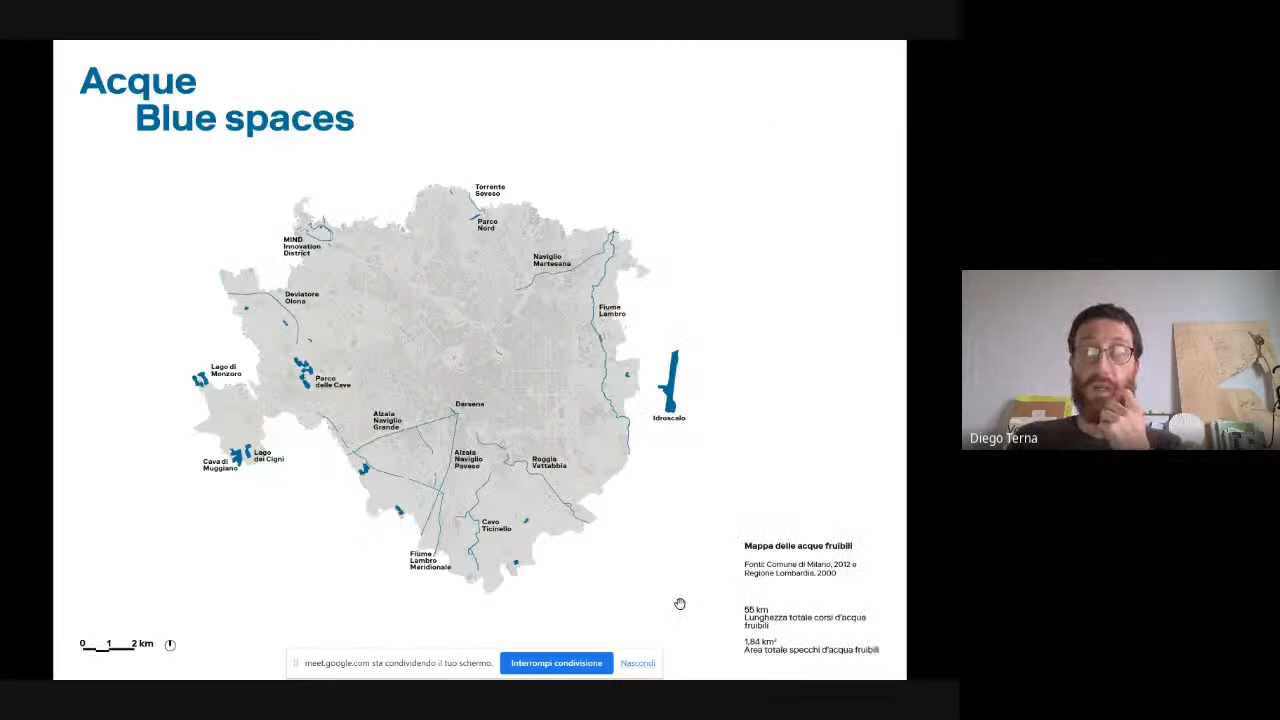 Acque
Blue spaces
Torrente
Seveso
Parco
Nord
MIND
Innovation
District
Naviglio
Martesana
Deviatore
Olona
Fiume
Lambro
Lago di
Monzoro
Parco
delle Cave
Idroscalo
Darsena
Alzaia
Naviglio
Grande
Cava di
Muggiano
Lago
dei Cigni
Alzaia
Naviglio
Pavese
Roggia
Vettabbia
Cavo
Ticinello
Fiume
Lambro
Meridionale
Mappa delle acque fruibili
Fonti: Comune di Milano, 2012 e
Regione Lombardia, 2000
55 km
Lunghezza totale corsi d'acqua
fruibili
1,84 km²
Area totale specchi d'acqua fruibili
0 1 2 km
meet.google.com sta condividendo il tuo schermo.
Interrompi condivisione
Nascondi
Diego Terna